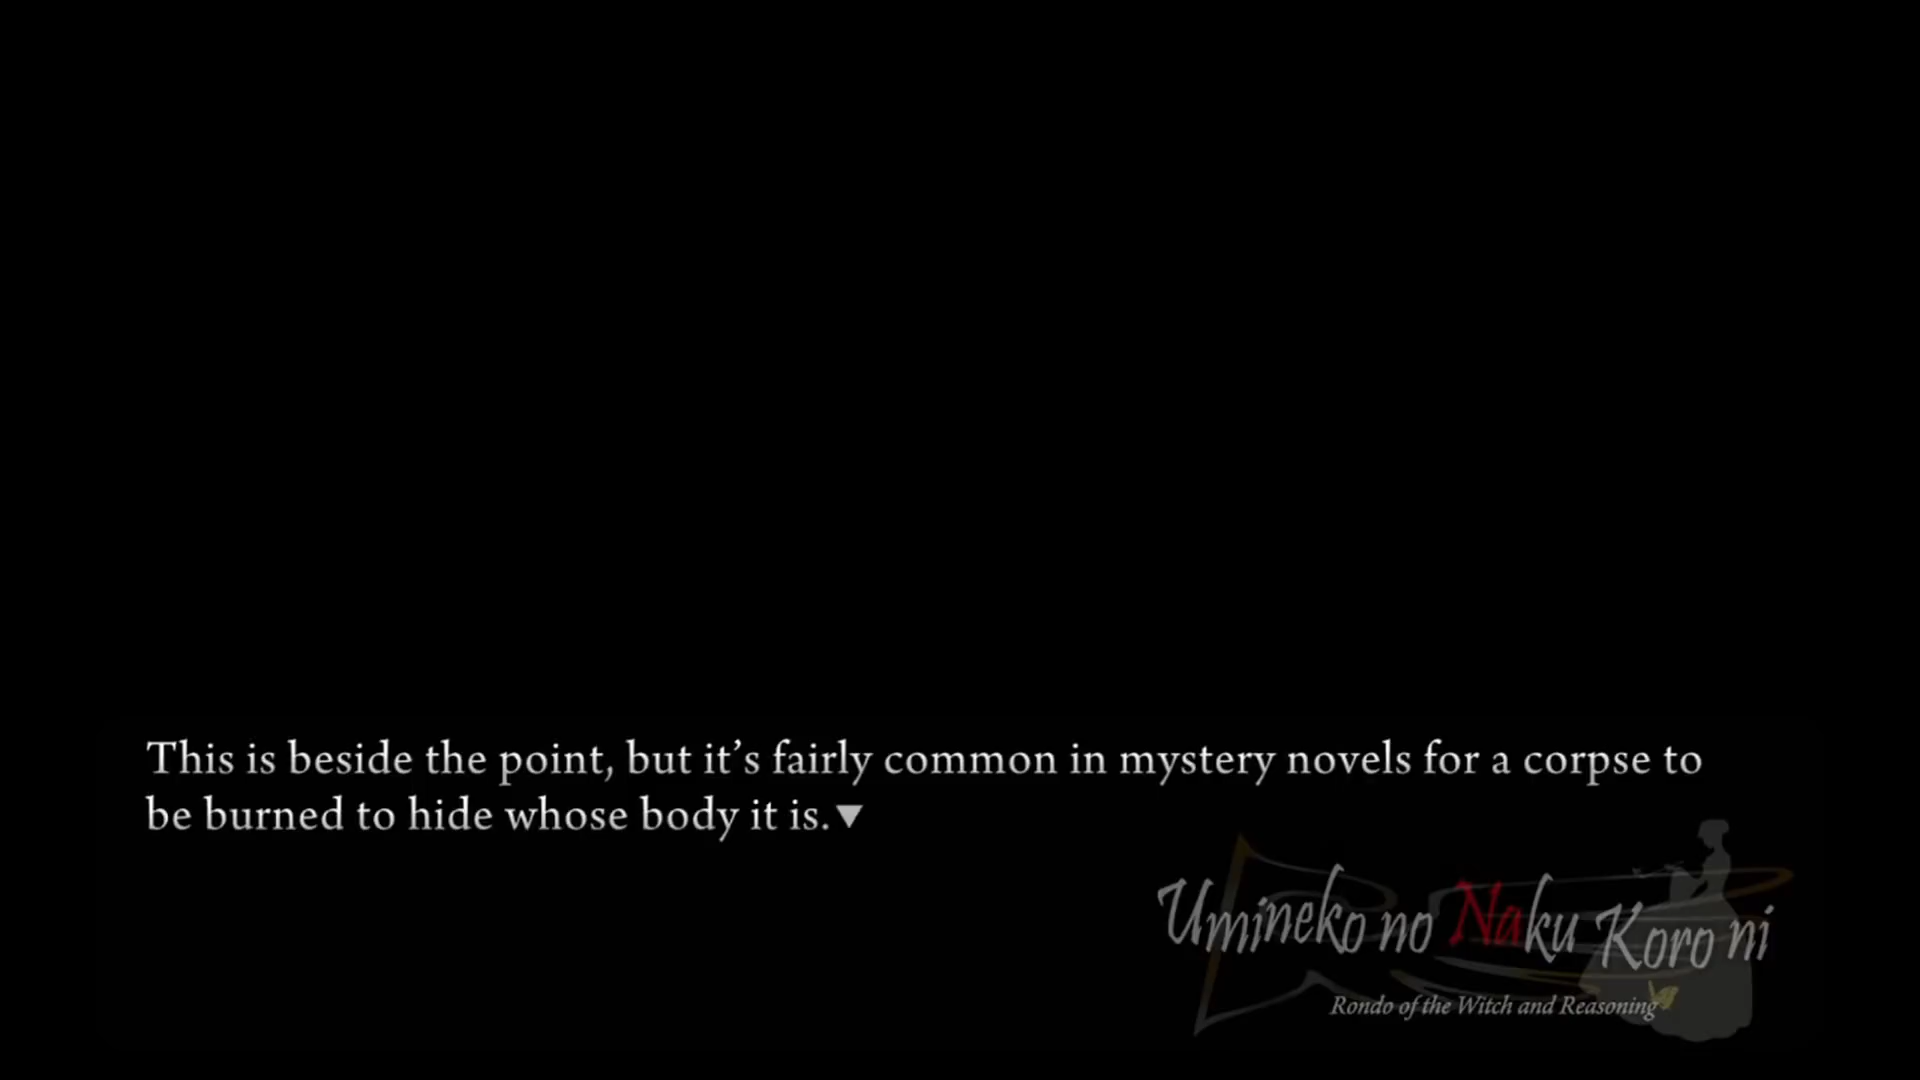 This is beside the point, but it’s fairly common in mystery novels for a corpse to
be burned to hide whose body it is.
Umineko no Naku Koro ni
Rondo of the Witch and Reasoning